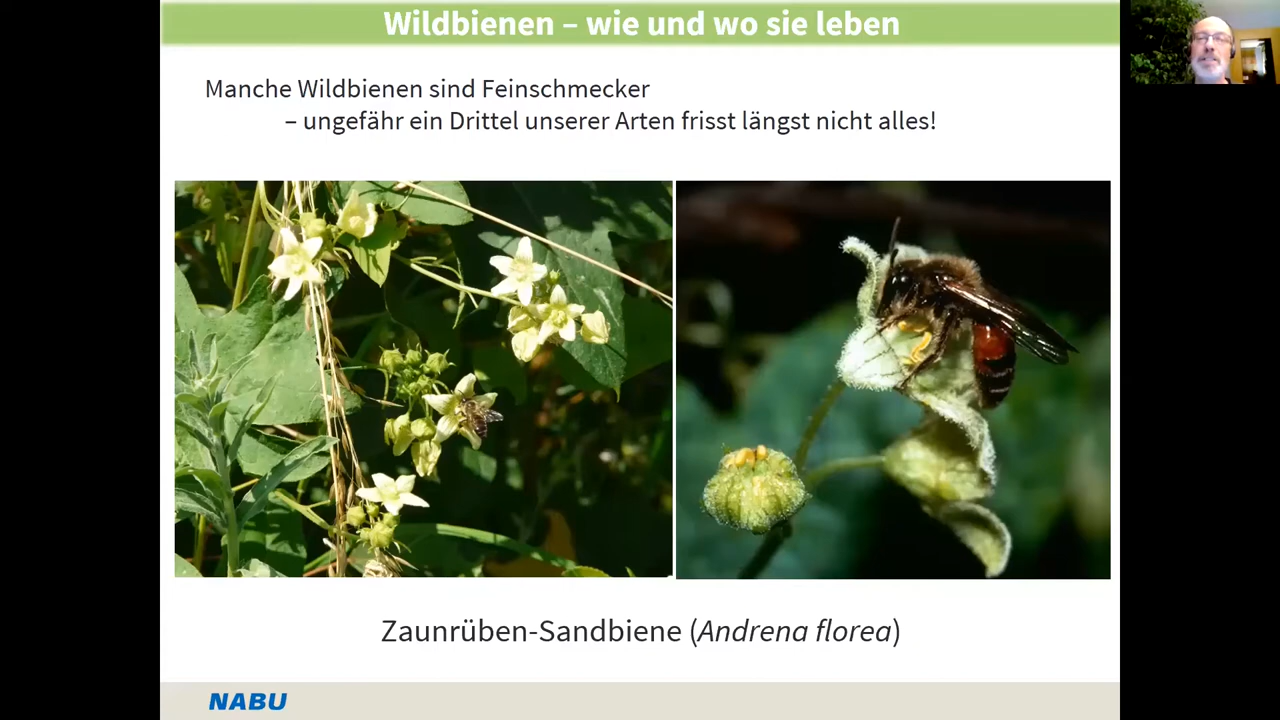 Wildbienen – wie und wo sie leben
Manche Wildbienen sind Feinschmecker
– ungefähr ein Drittel unserer Arten frisst längst nicht alles!
Zaunrüben-Sandbiene (Andrena florea)
NABU